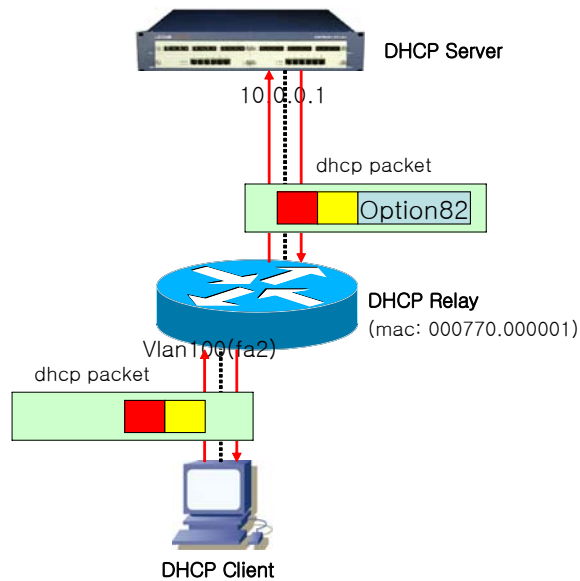 DHCP Server
10.0.0.1
dhcp packet
Option82
DHCP Relay
(mac: 000770.000001)
Vlan100(fa2)
dhcp packet
DHCP Client